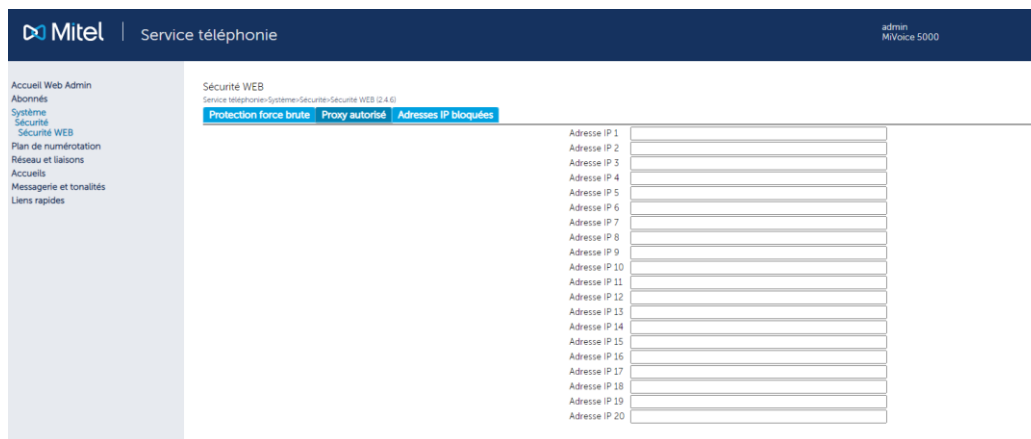 Mitel | Service téléphonie
admin
MiVoice 5000
Accueil Web Admin
Abonnés
Système
Sécurité
Sécurité WEB
Plan de numérotation
Réseau et liaisons
Accueils
Messagerie et tonalités
Liens rapides
Sécurité WEB
Service téléphonie>Système>Sécurité>Sécurité WEB (2.4.6)
Protection force brute Proxy autorisé Adresses IP bloquées
Adresse IP 1
Adresse IP 2
Adresse IP 3
Adresse IP 4
Adresse IP 5
Adresse IP 6
Adresse IP 7
Adresse IP 8
Adresse IP 9
Adresse IP 10
Adresse IP 11
Adresse IP 12
Adresse IP 13
Adresse IP 14
Adresse IP 15
Adresse IP 16
Adresse IP 17
Adresse IP 18
Adresse IP 19
Adresse IP 20